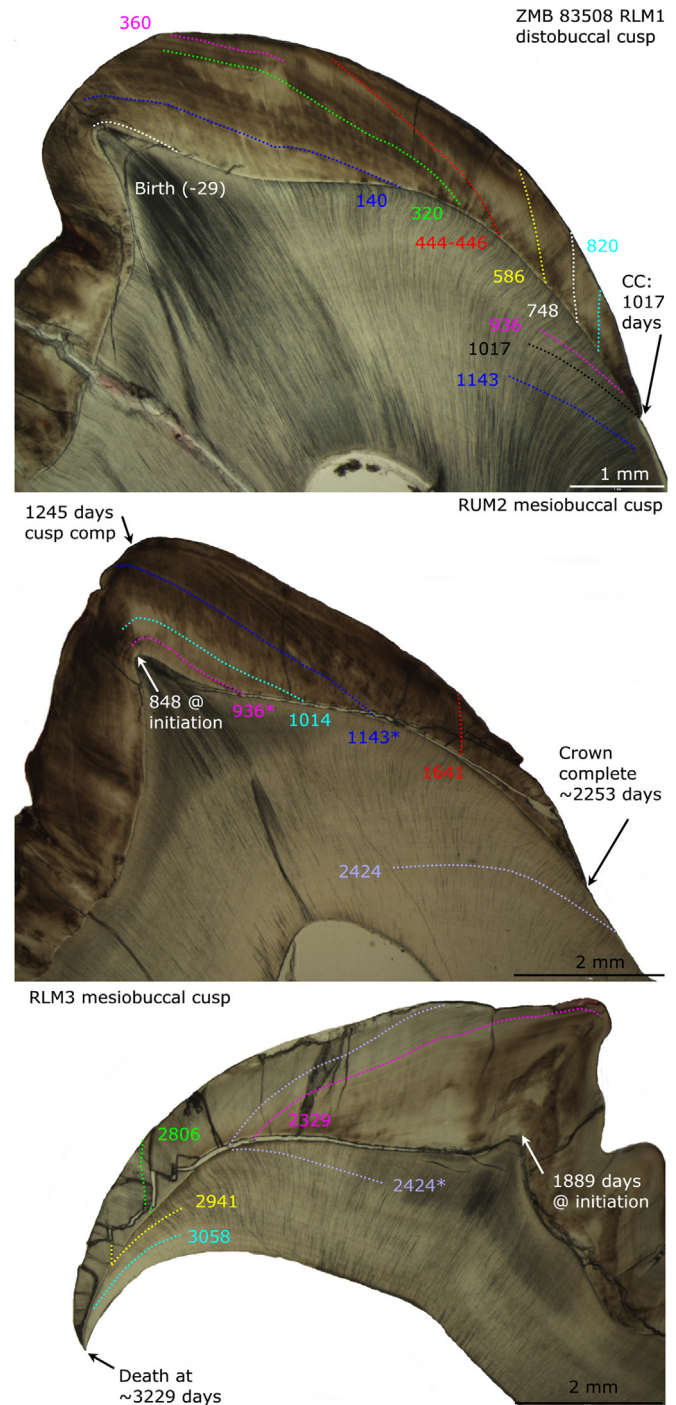 ZMB 83508 RLM1
distobuccal cusp
360
Birth (-29)
140
320
444-446
820
586
CC:
1017
days
748
936
1017
1143
1 mm
RUM2 mesiobuccal cusp
1245 days
cusp comp
848 @
initiation
936*
1014
1143*
1641
Crown
complete
~2253 days
2424
2 mm
RLM3 mesiobuccal cusp
2329
2806
1889 days
@ initiation
2424*
2941
3058
Death at
~3229 days
2 mm